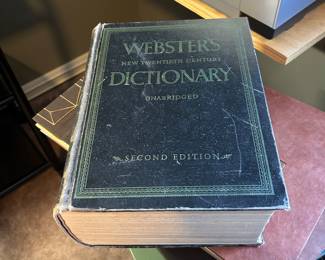 WEBSTER'S
NEW TWENTIETH CENTURY
DICTIONARY
UNABRIDGED
SECOND EDITION